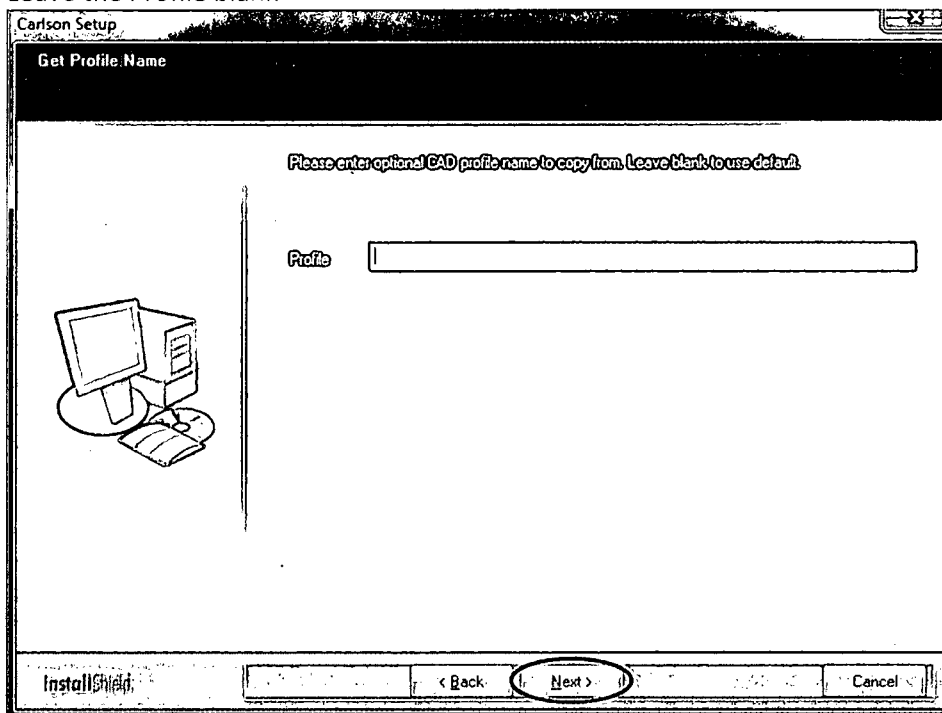 Leave the Profile blank
Carlson Setup
Get Profile Name
Please enter optional CAD profile name to copy from. Leave blank to use default.
Profile
InstallShield
< Back
Next >
Cancel